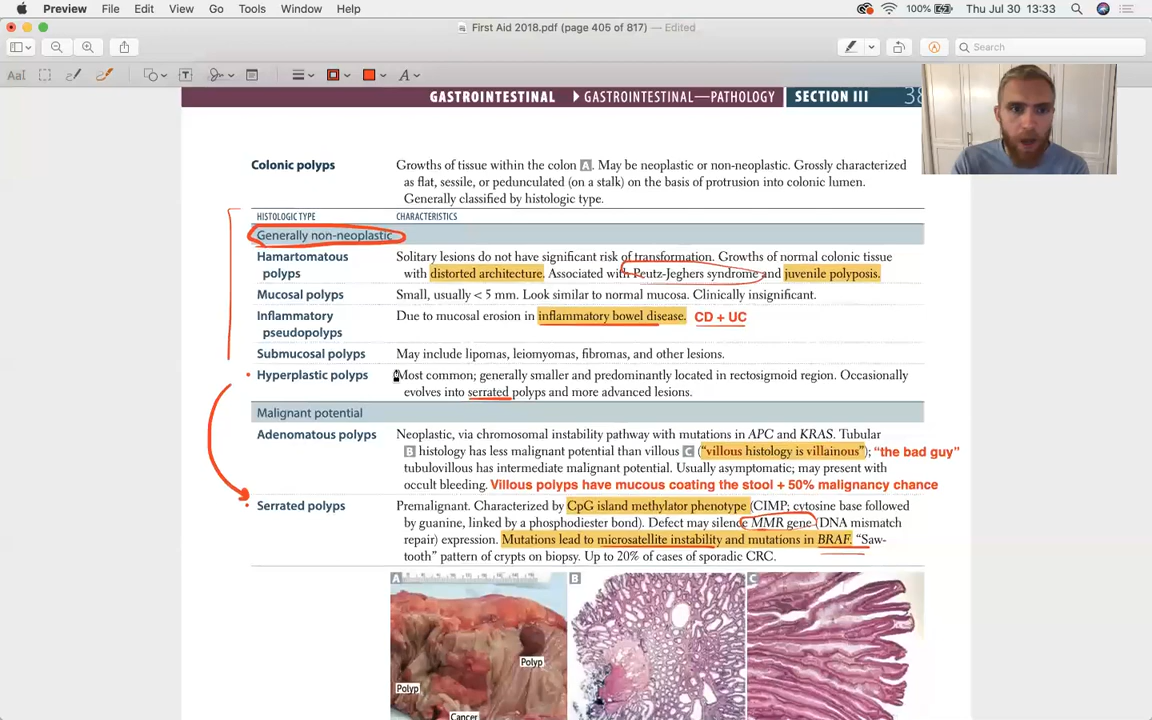 Preview File Edit View Go Tools Window Help 100% Thu Jul 30 13:33
First Aid 2018.pdf (page 405 of 817) — Edited
Search
GASTROINTESTINAL ▶ GASTROINTESTINAL—PATHOLOGY SECTION III 38
Colonic polyps Growths of tissue within the colon A. May be neoplastic or non-neoplastic. Grossly characterized
as flat, sessile, or pedunculated (on a stalk) on the basis of protrusion into colonic lumen.
Generally classified by histologic type.
HISTOLOGIC TYPE CHARACTERISTICS
Generally non-neoplastic
Hamartomatous Solitary lesions do not have significant risk of transformation. Growths of normal colonic tissue
polyps with distorted architecture. Associated with Peutz-Jeghers syndrome and juvenile polyposis.
Mucosal polyps Small, usually < 5 mm. Look similar to normal mucosa. Clinically insignificant.
Inflammatory Due to mucosal erosion in inflammatory bowel disease. CD + UC
pseudopolyps
Submucosal polyps May include lipomas, leiomyomas, fibromas, and other lesions.
Hyperplastic polyps Most common; generally smaller and predominantly located in rectosigmoid region. Occasionally
evolves into serrated polyps and more advanced lesions.
Malignant potential
Adenomatous polyps Neoplastic, via chromosomal instability pathway with mutations in APC and KRAS. Tubular
B histology has less malignant potential than villous C ("villous histology is villainous"); "the bad guy"
tubulovillous has intermediate malignant potential. Usually asymptomatic; may present with
occult bleeding. Villous polyps have mucous coating the stool + 50% malignancy chance
Serrated polyps Premalignant. Characterized by CpG island methylator phenotype (CIMP; cytosine base followed
by guanine, linked by a phosphodiester bond). Defect may silence MMR gene (DNA mismatch
repair) expression. Mutations lead to microsatellite instability and mutations in BRAF. "Saw-
tooth" pattern of crypts on biopsy. Up to 20% of cases of sporadic CRC.
A B C
Polyp
Polyp
Cancer